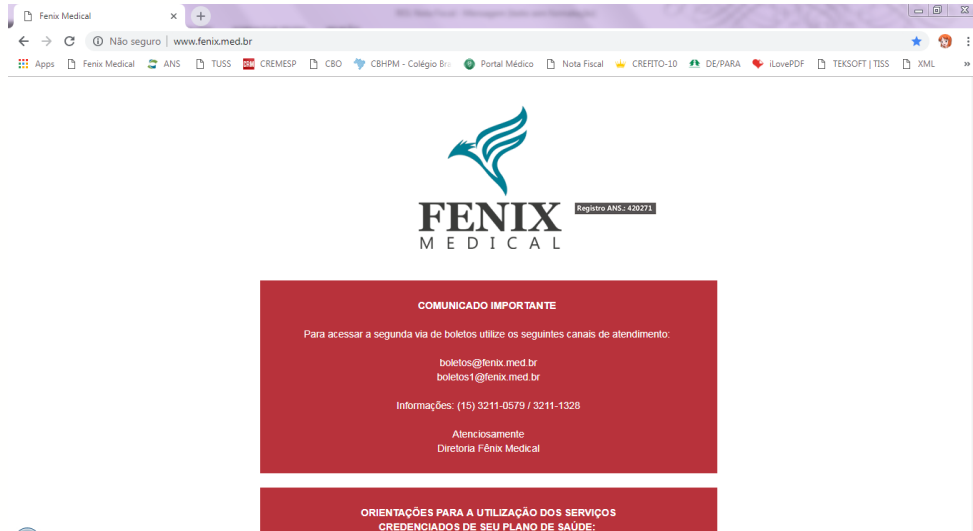 Fenix Medical
Não seguro | www.fenix.med.br
Apps Fenix Medical ANS TUSS CREMESP CBO CBHPM - Colégio Bra Portal Médico Nota Fiscal CREFITO-10 DE/PARA iLovePDF TEKSOFT | TISS XML »
FENIX
MEDICAL
Registro ANS.: 420271
COMUNICADO IMPORTANTE
Para acessar a segunda via de boletos utilize os seguintes canais de atendimento:
boletos@fenix.med.br
boletos1@fenix.med.br
Informações: (15) 3211-0579 / 3211-1328
Atenciosamente
Diretoria Fênix Medical
ORIENTAÇÕES PARA A UTILIZAÇÃO DOS SERVIÇOS
CREDENCIADOS DE SEU PLANO DE SAÚDE: